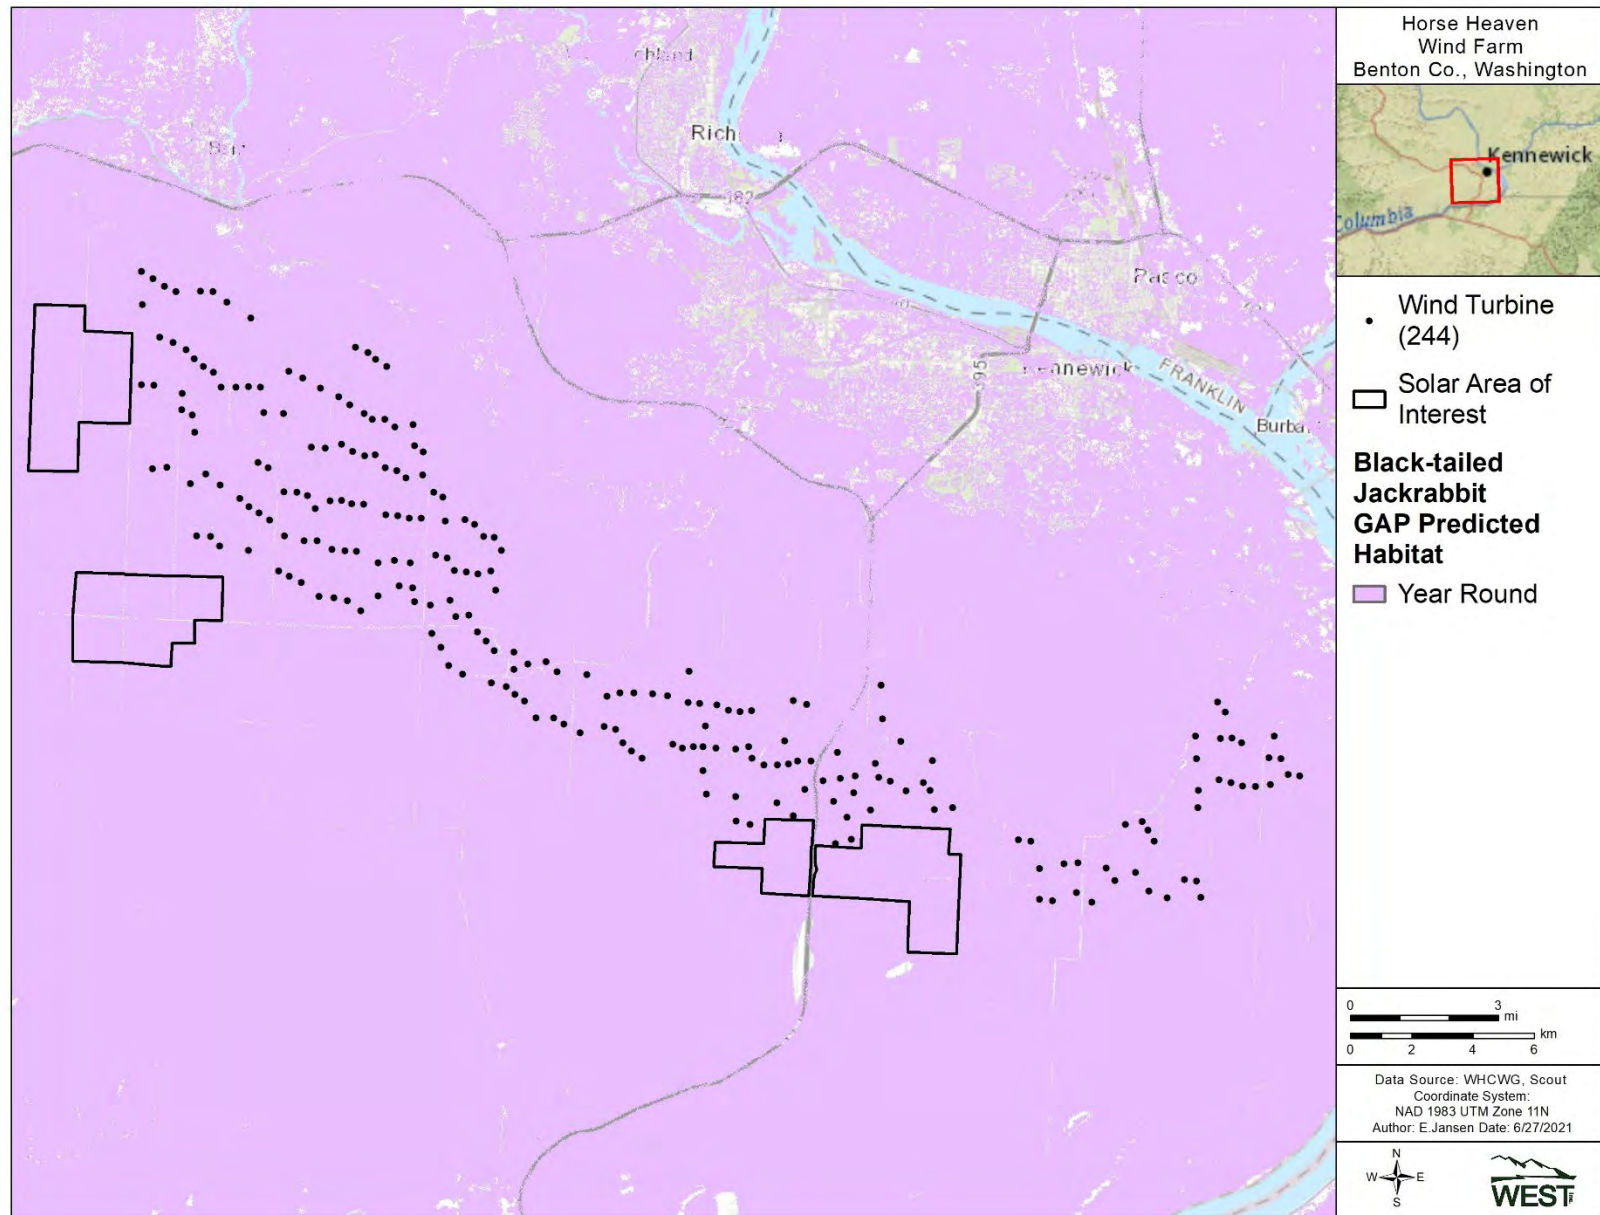 Rich
Pasco
FRANKLIN
Horse Heaven
Wind Farm
Benton Co., Washington
Kennewick
Columbia
Wind Turbine
(244)
Solar Area of
Interest
Black-tailed
Jackrabbit
GAP Predicted
Habitat
Year Round
0 3
mi
km
0 2 4 6
Data Source: WHCWG, Scout
Coordinate System:
NAD 1983 UTM Zone 11N
Author: E.Jansen Date: 6/27/2021
N
W E
S
WEST